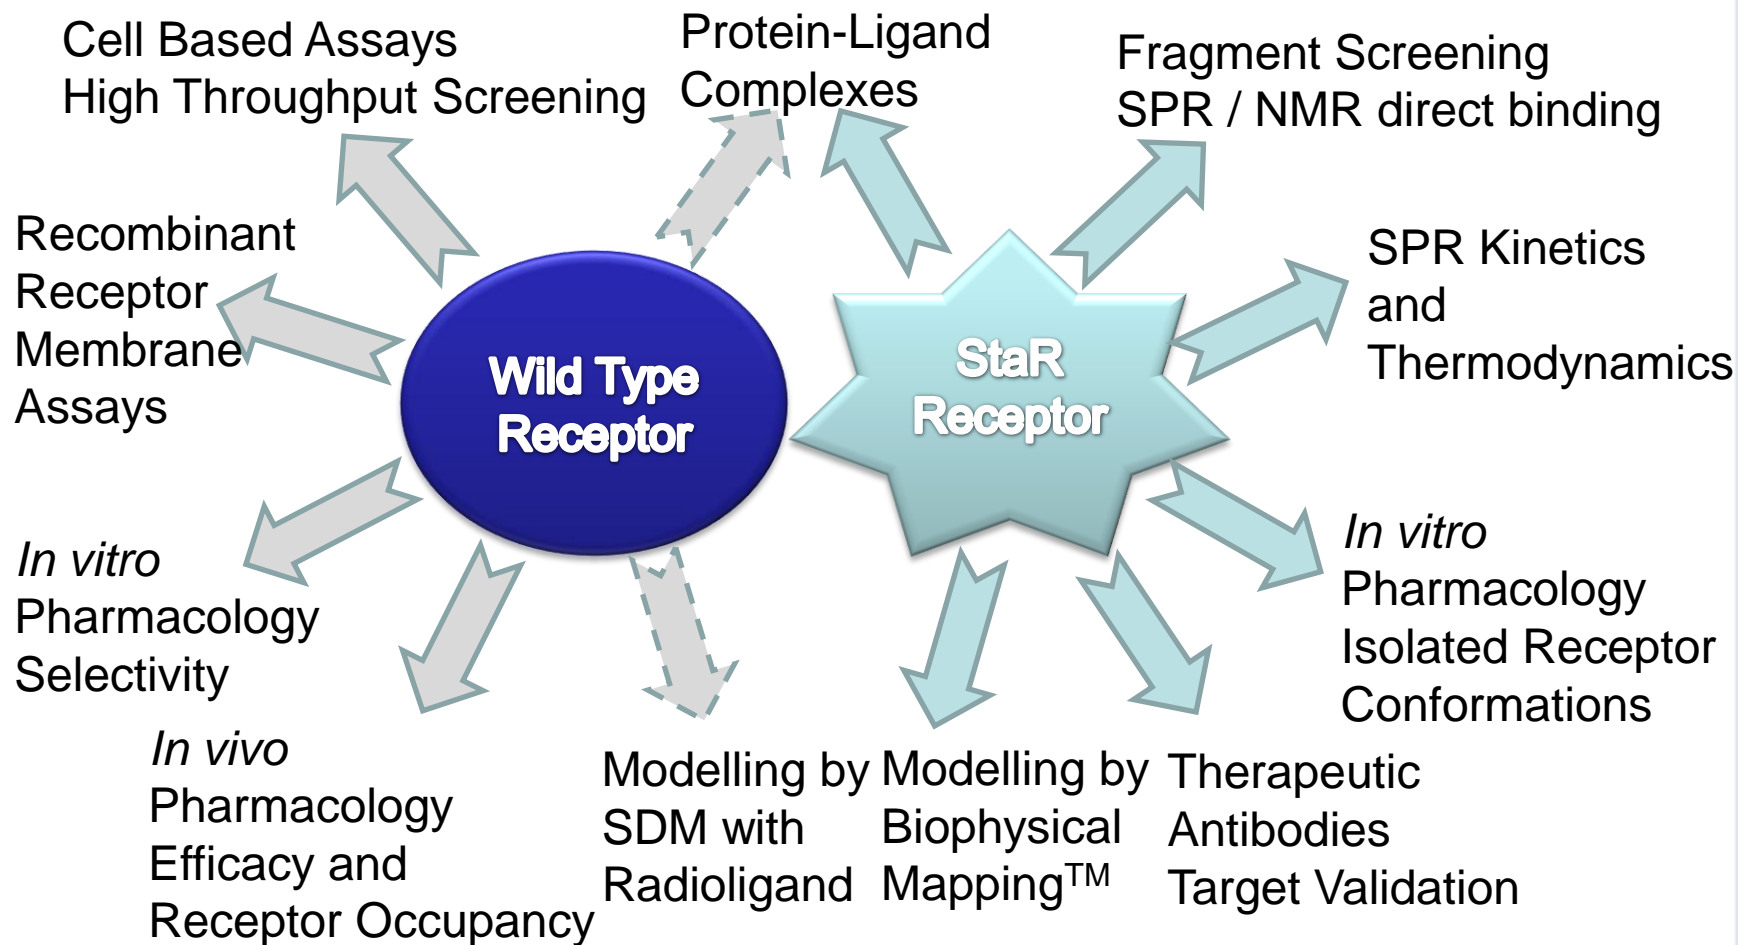 Cell Based Assays
High Throughput Screening
Protein-Ligand
Complexes
Fragment Screening
SPR / NMR direct binding
Recombinant
Receptor
Membrane
Assays
SPR Kinetics
and
Thermodynamics
Wild Type
Receptor
StaR
Receptor
In vitro
Pharmacology
Selectivity
In vitro
Pharmacology
Isolated Receptor
Conformations
In vivo
Pharmacology
Efficacy and
Receptor Occupancy
Modelling by
SDM with
Radioligand
Modelling by
Biophysical
Mapping™
Therapeutic
Antibodies
Target Validation